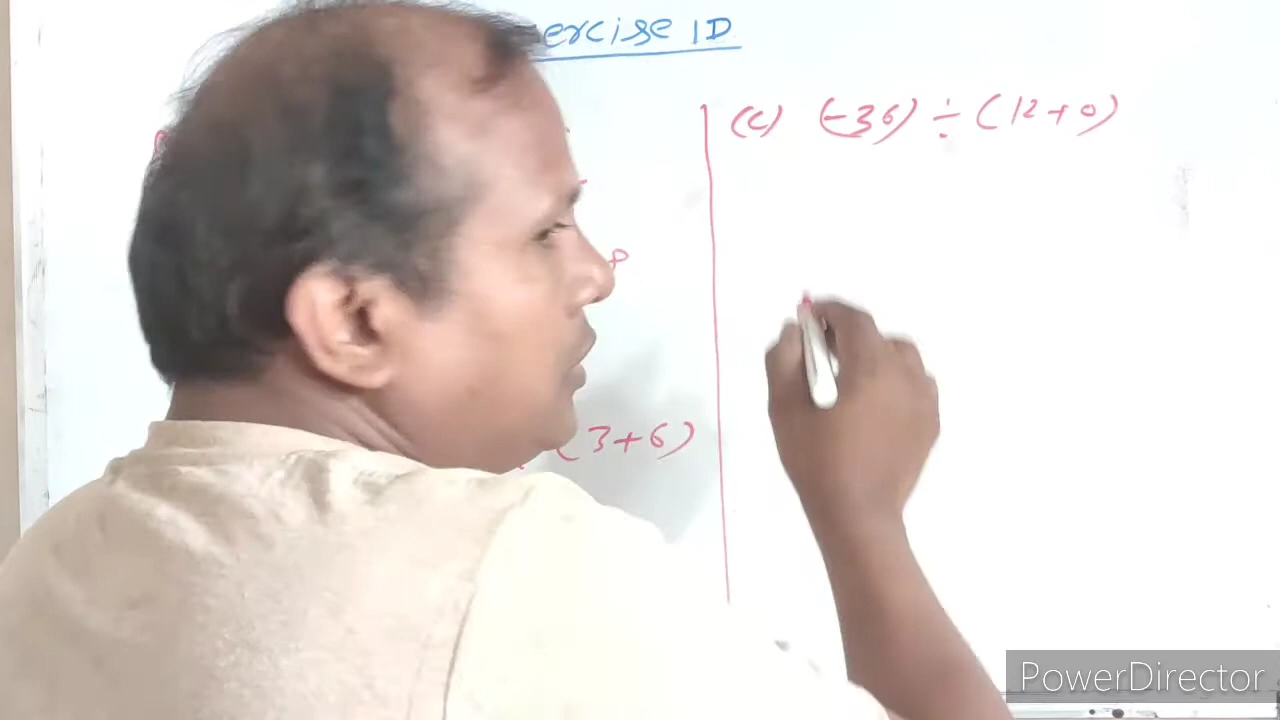 ercise 1D
(c) (-36) ÷ (12+0)
(3+6)
PowerDirector